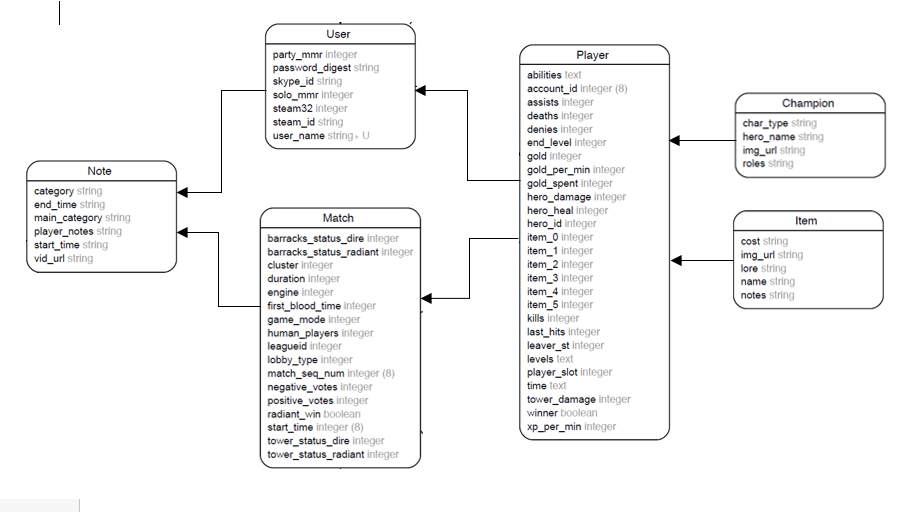 User
party_mmr integer
password_digest string
skype_id string
solo_mmr integer
steam32 integer
steam_id string
user_name string * U
Player
abilities text
account_id integer (8)
assists integer
deaths integer
denies integer
end_level integer
gold integer
gold_per_min integer
gold_spent integer
hero_damage integer
hero_heal integer
hero_id integer
item_0 integer
item_1 integer
item_2 integer
item_3 integer
item_4 integer
item_5 integer
kills integer
last_hits integer
leaver_st integer
levels text
player_slot integer
time text
tower_damage integer
winner boolean
xp_per_min integer
Champion
char_type string
hero_name string
img_url string
roles string
Note
category string
end_time string
main_category string
player_notes string
start_time string
vid_url string
Match
barracks_status_dire integer
barracks_status_radiant integer
cluster integer
duration integer
engine integer
first_blood_time integer
game_mode integer
human_players integer
leagueid integer
lobby_type integer
match_seq_num integer (8)
negative_votes integer
positive_votes integer
radiant_win boolean
start_time integer (8)
tower_status_dire integer
tower_status_radiant integer
Item
cost string
img_url string
lore string
name string
notes string